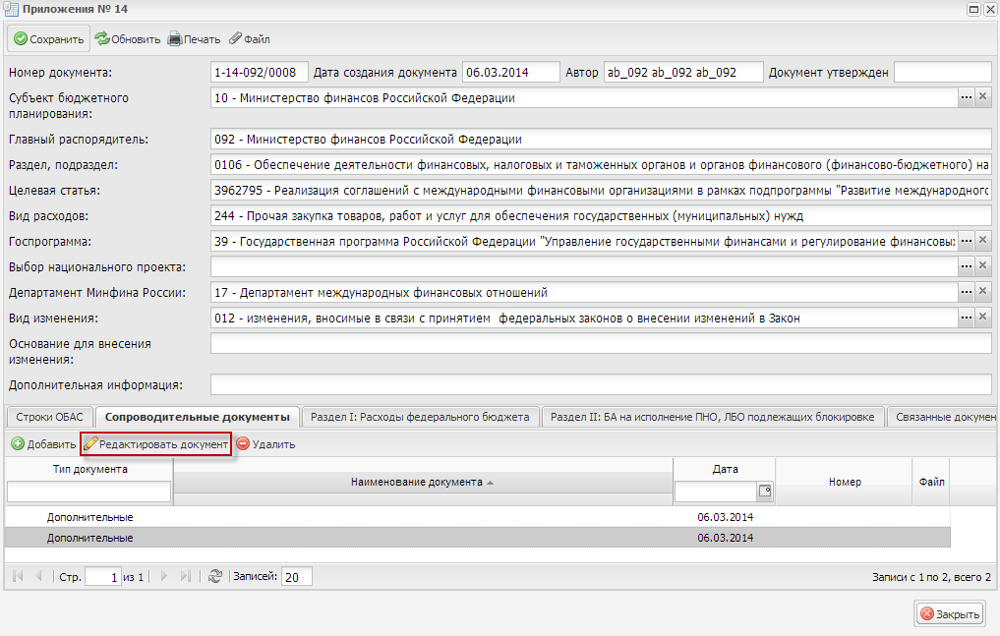 Приложения № 14
Сохранить Обновить Печать Файл
Номер документа: 1-14-092/0008 Дата создания документа 06.03.2014 Автор ab_092 ab_092 ab_092 Документ утвержден
Субъект бюджетного
планирования:
10 - Министерство финансов Российской Федерации
Главный распорядитель: 092 - Министерство финансов Российской Федерации
Раздел, подраздел: 0106 - Обеспечение деятельности финансовых, налоговых и таможенных органов и органов финансового (финансово-бюджетного) на
Целевая статья: 3962795 - Реализация соглашений с международными финансовыми организациями в рамках подпрограммы "Развитие международного
Вид расходов: 244 - Прочая закупка товаров, работ и услуг для обеспечения государственных (муниципальных) нужд
Госпрограмма: 39 - Государственная программа Российской Федерации "Управление государственными финансами и регулирование финансовых
Выбор национального проекта:
Департамент Минфина России: 17 - Департамент международных финансовых отношений
Вид изменения: 012 - изменения, вносимые в связи с принятием федеральных законов о внесении изменений в Закон
Основание для внесения
изменения:
Дополнительная информация:
Строки ОБАС Сопроводительные документы Раздел I: Расходы федерального бюджета Раздел II: БА на исполнение ПНО, ЛБО подлежащих блокировке Связанные докумен
Добавить Редактировать документ Удалить
Тип документа Наименование документа Дата Номер Файл
Дополнительные 06.03.2014
Дополнительные 06.03.2014
Стр. 1 из 1 Записей: 20 Записи с 1 по 2, всего 2
Закрыть